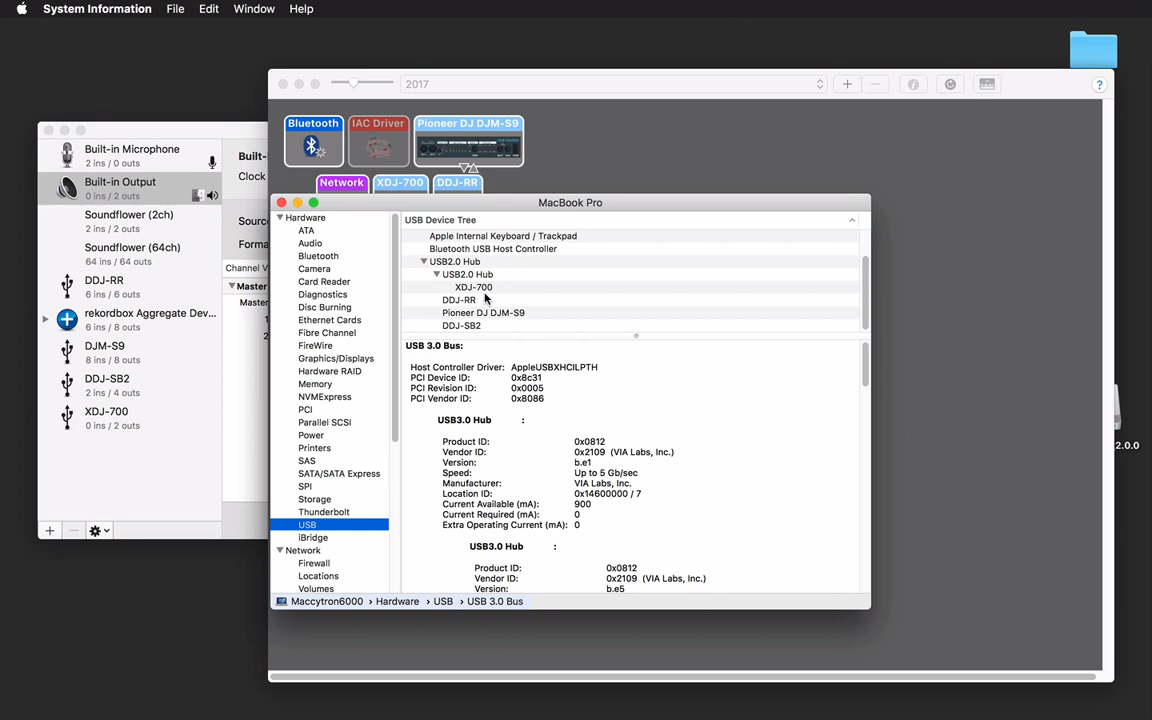 System Information File Edit Window Help
2017
?
Bluetooth
IAC Driver
Pioneer DJ DJM-S9
Network
XDJ-700
DDJ-RR
Built-in Microphone
2 ins / 0 outs
Built-in Output
0 ins / 2 outs
Soundflower (2ch)
2 ins / 2 outs
Soundflower (64ch)
64 ins / 64 outs
DDJ-RR
6 ins / 6 outs
rekordbox Aggregate Dev...
6 ins / 8 outs
DJM-S9
8 ins / 8 outs
DDJ-SB2
2 ins / 4 outs
XDJ-700
0 ins / 2 outs
Built-
Clock
Source
Forma
Channel V
Master
Master
MacBook Pro
Hardware
ATA
Audio
Bluetooth
Camera
Card Reader
Diagnostics
Disc Burning
Ethernet Cards
Fibre Channel
FireWire
Graphics/Displays
Hardware RAID
Memory
NVMExpress
PCI
Parallel SCSI
Power
Printers
SAS
SATA/SATA Express
SPI
Storage
Thunderbolt
USB
iBridge
Network
Firewall
Locations
Volumes
USB Device Tree
Apple Internal Keyboard / Trackpad
Bluetooth USB Host Controller
USB2.0 Hub
USB2.0 Hub
XDJ-700
DDJ-RR
Pioneer DJ DJM-S9
DDJ-SB2
USB 3.0 Bus:
Host Controller Driver: AppleUSBXHCILPTH
PCI Device ID: 0x8c31
PCI Revision ID: 0x0005
PCI Vendor ID: 0x8086
USB3.0 Hub :
Product ID: 0x0812
Vendor ID: 0x2109 (VIA Labs, Inc.)
Version: b.e1
Speed: Up to 5 Gb/sec
Manufacturer: VIA Labs, Inc.
Location ID: 0x14600000 / 7
Current Available (mA): 900
Current Required (mA): 0
Extra Operating Current (mA): 0
USB3.0 Hub :
Product ID: 0x0812
Vendor ID: 0x2109 (VIA Labs, Inc.)
Version: b.e5
Maccytron6000 › Hardware › USB › USB 3.0 Bus
2.0.0